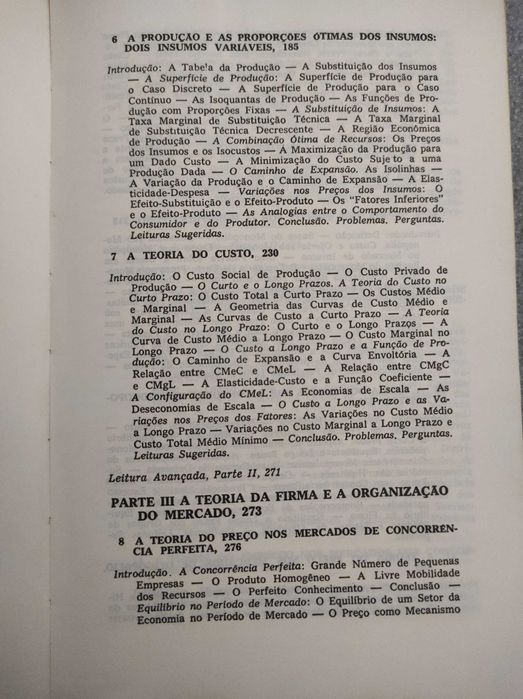 6 A PRODUÇÃO E AS PROPORÇÕES ÓTIMAS DOS INSUMOS:
DOIS INSUMOS VARIÁVEIS, 185
Introdução: A Tabe'a da Produção — A Substituição dos Insumos
— A Superfície de Produção: A Superfície de Produção para
o Caso Discreto — A Superfície de Produção para o Caso
Contínuo — As Isoquantas de Produção — As Funções de Pro-
dução com Proporções Fixas — A Substituição de Insumos: A
Taxa Marginal de Substituição Técnica — A Taxa Marginal
de Substituição Técnica Decrescente — A Região Econômica
de Produção — A Combinação Ótima de Recursos: Os Preços
dos Insumos e os Isocustos — A Maximização da Produção para
um Dado Custo — A Minimização do Custo Sujeito a uma
Produção Dada — O Caminho de Expansão. As Isolinhas —
A Variação da Produção e o Caminho de Expansão — A Elas-
ticidade-Despesa — Variações nos Preços dos Insumos: O
Efeito-Substituição e o Efeito-Produto — Os "Fatores Inferiores"
e o Efeito-Produto — As Analogias entre o Comportamento do
Consumidor e do Produtor. Conclusão. Problemas. Perguntas.
Leituras Sugeridas.
7 A TEORIA DO CUSTO, 230
Introdução: O Custo Social de Produção — O Custo Privado de
Produção — O Curto e o Longo Prazos. A Teoria do Custo no
Curto Prazo: O Custo Total a Curto Prazo — Os Custos Médio
e Marginal — A Geometria das Curvas de Custo Médio e
Marginal — As Curvas de Custo a Curto Prazo — A Teoria
do Custo no Longo Prazo: O Curto e o Longo Prazos — A
Curva de Custo Médio a Longo Prazo — O Custo Marginal no
Longo Prazo — O Custo a Longo Prazo e a Função de Pro-
dução: O Caminho de Expansão e a Curva Envoltória — A
Relação entre CMeC e CMeL — A Relação entre CMgC
e CMgL — A Elasticidade-Custo e a Função Coeficiente —
A Configuração do CMeL: As Economias de Escala — As
Deseconomias de Escala — O Custo a Longo Prazo e as Va-
riações nos Preços dos Fatores: As Variações no Custo Médio
a Longo Prazo — Variações no Custo Marginal a Longo Prazo e
Custo Total Médio Mínimo — Conclusão. Problemas. Perguntas.
Leituras Sugeridas.
Leitura Avançada, Parte II, 271
PARTE III A TEORIA DA FIRMA E A ORGANIZAÇÃO
DO MERCADO, 273
8 A TEORIA DO PREÇO NOS MERCADOS DE CONCORRÊN-
CIA PERFEITA, 276
Introdução. A Concorrência Perfeita: Grande Número de Pequenas
Empresas — O Produto Homogêneo — A Livre Mobilidade
dos Recursos — O Perfeito Conhecimento — Conclusão —
Equilíbrio no Período de Mercado: O Equilíbrio de um Setor da
Economia no Período de Mercado — O Preço como Mecanismo